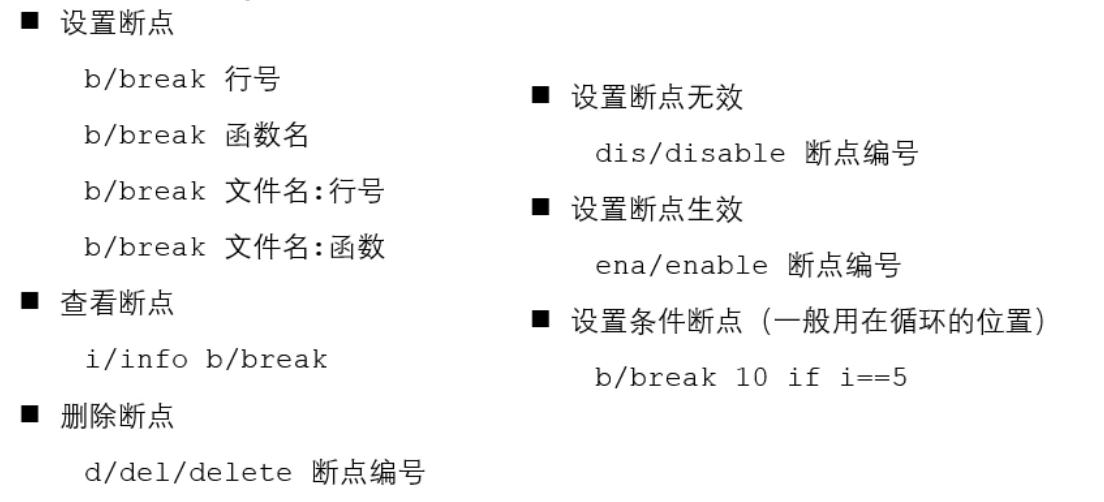 ■ 设置断点
b/break 行号
b/break 函数名
b/break 文件名:行号
b/break 文件名:函数
■ 查看断点
i/info b/break
■ 删除断点
d/del/delete 断点编号
■ 设置断点无效
dis/disable 断点编号
■ 设置断点生效
ena/enable 断点编号
■ 设置条件断点（一般用在循环的位置）
b/break 10 if i==5